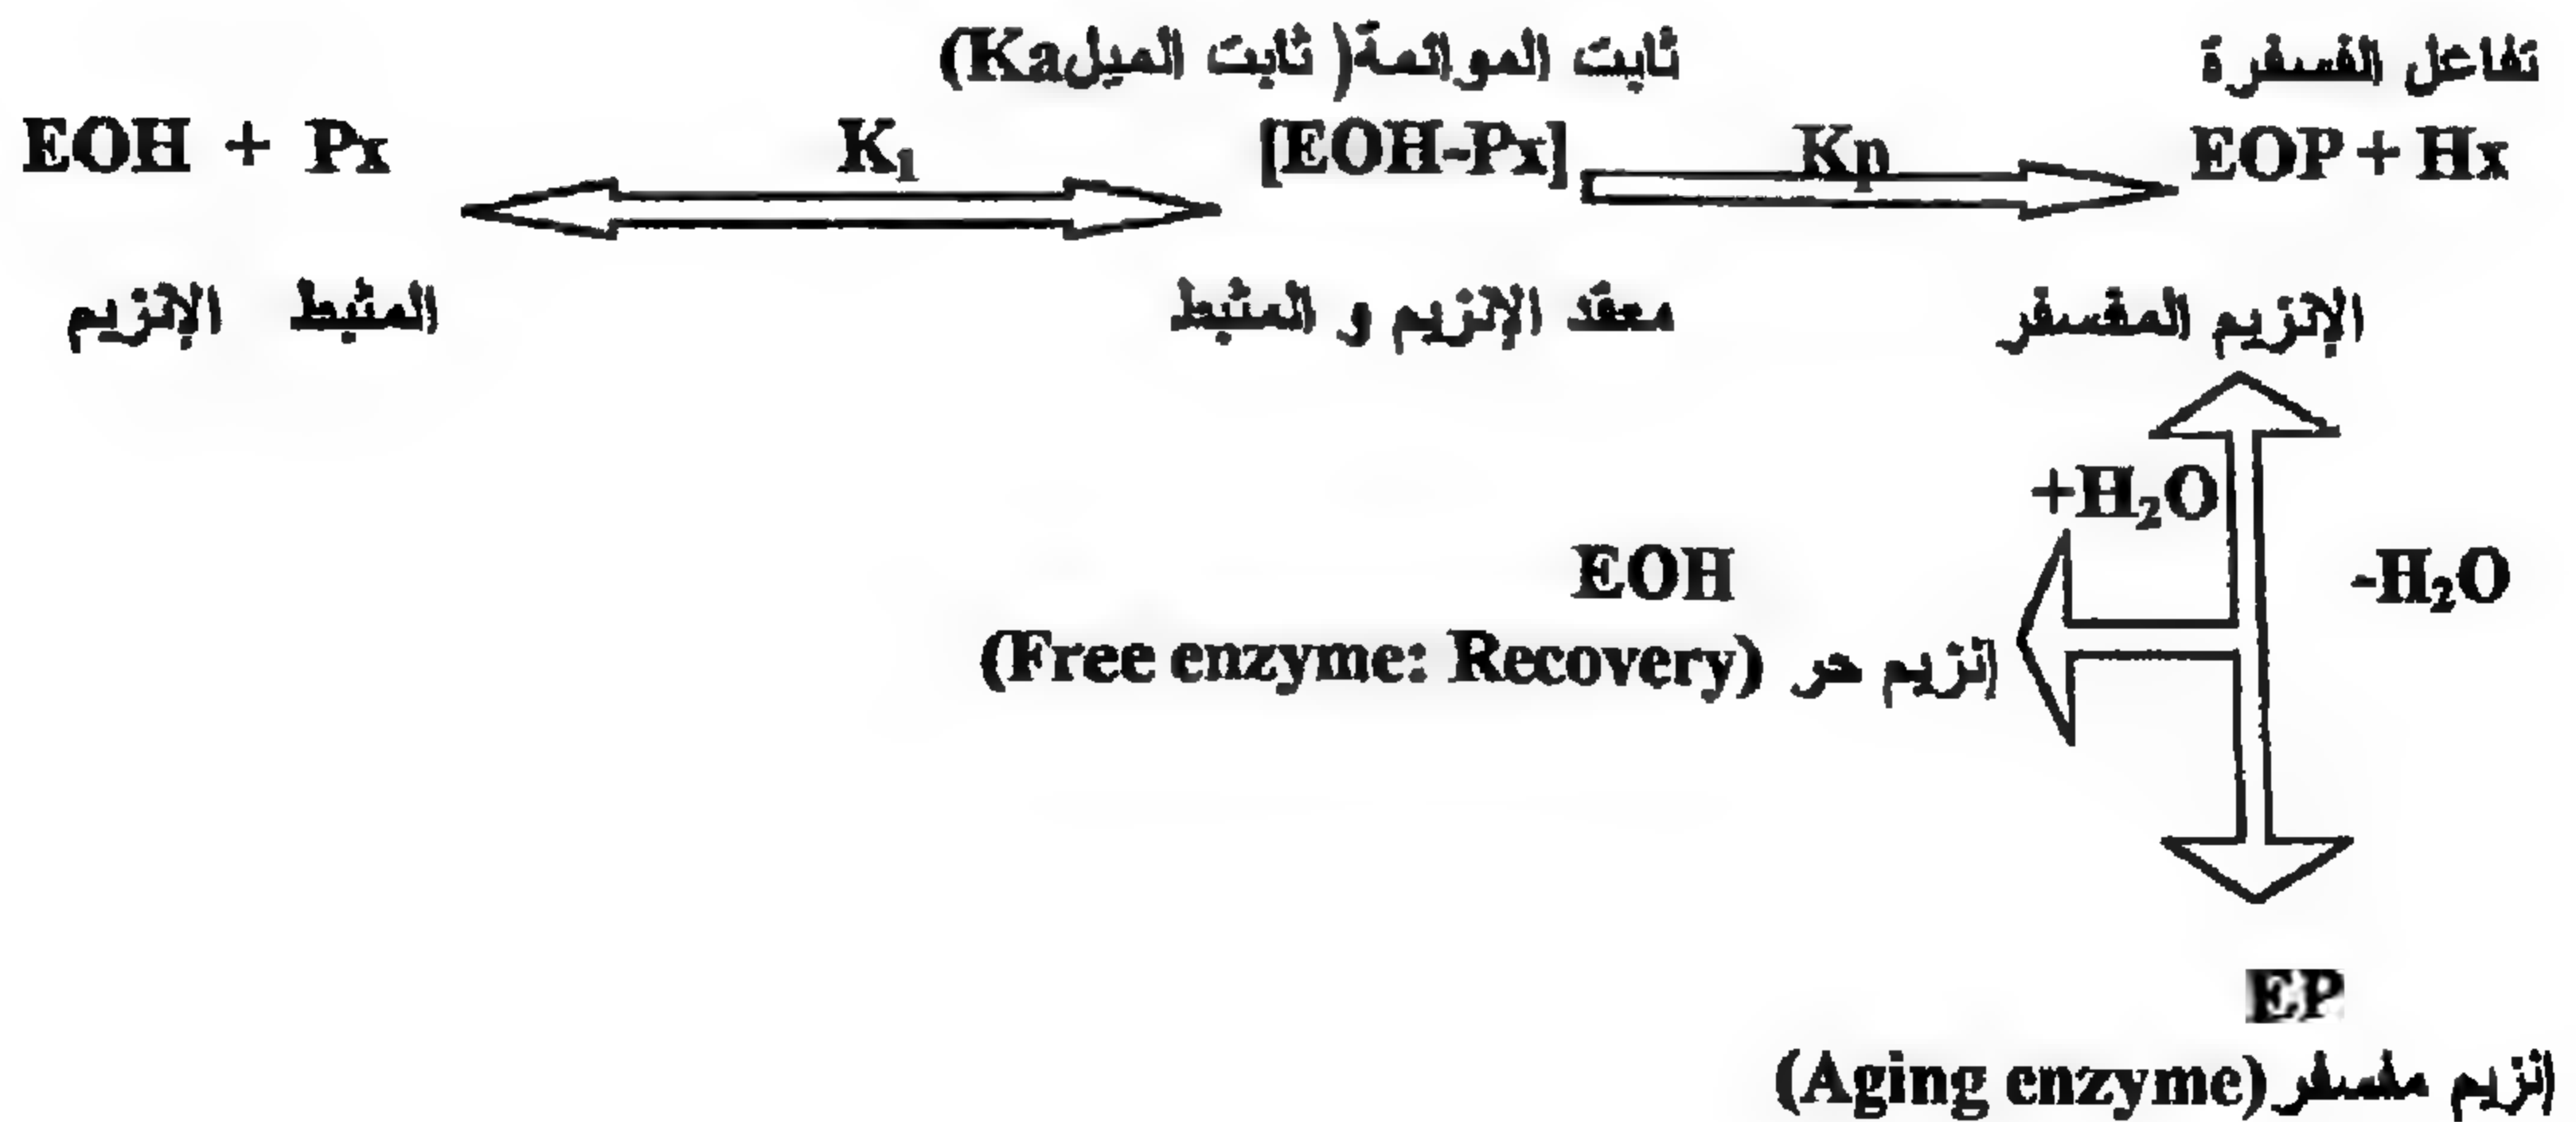 ثابت الموائمة( ثابت الميلKa)
تفاعل الفسفرة
EOH + Px
K₁
[EOH-Px]
Kp
EOP + Hx
الإنزيم المثبط
معقد الإنزيم و المثبط
الإنزيم المفسفر
+H₂O
-H₂O
EOH
(Free enzyme: Recovery) إنزيم حر
EP
(Aging enzyme) إنزيم مفسفر